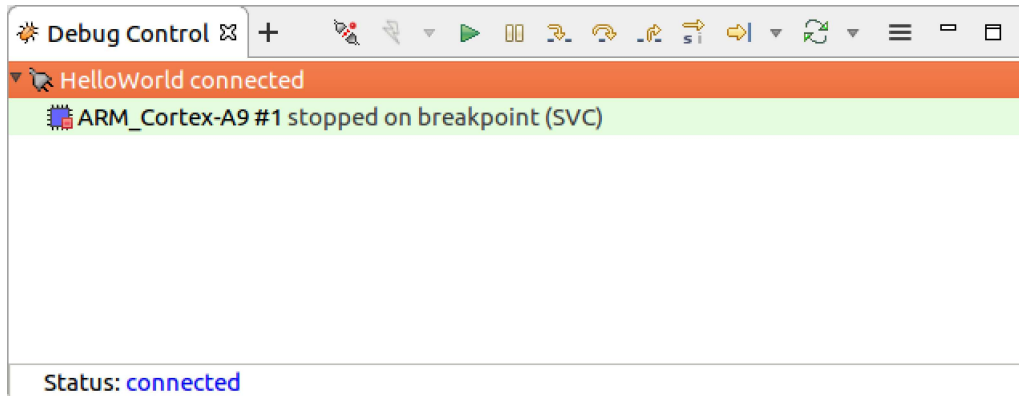 Debug Control
s i
HelloWorld connected
ARM_Cortex-A9 #1 stopped on breakpoint (SVC)
Status: connected